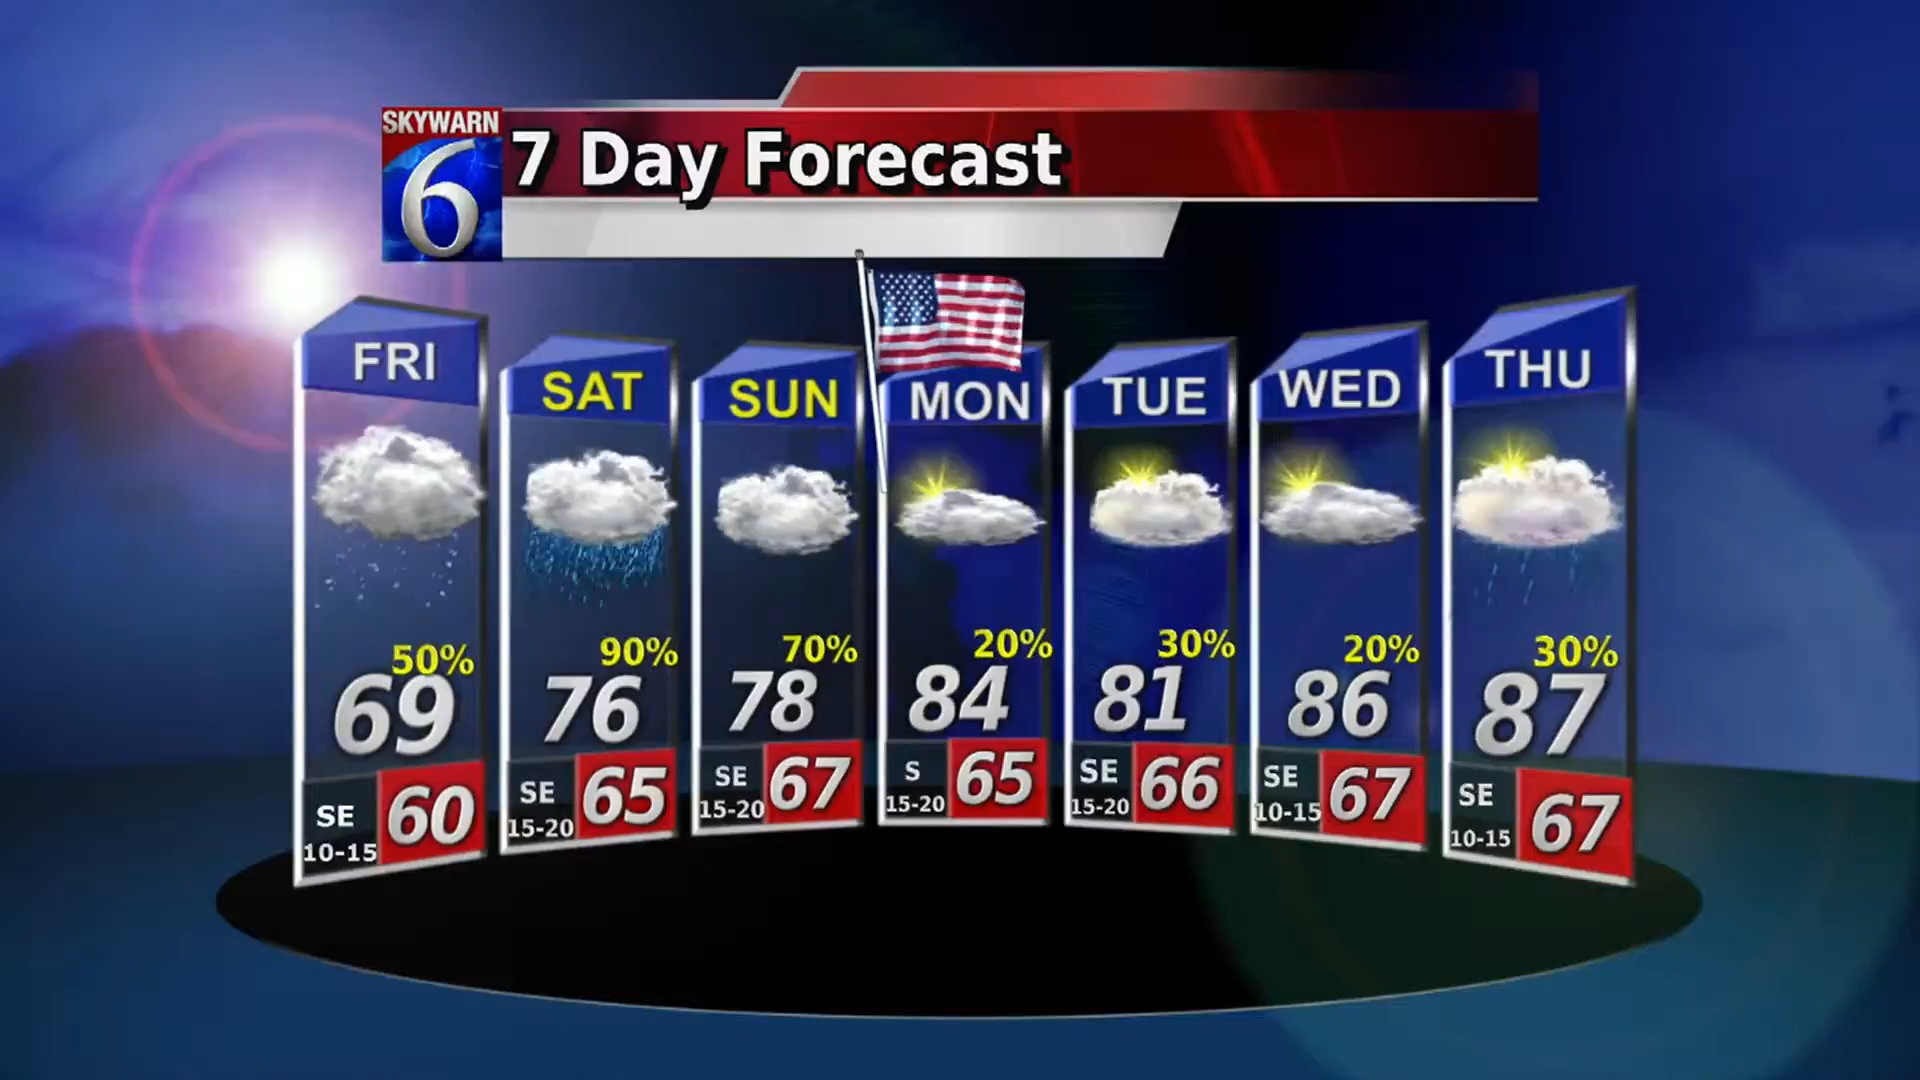 SKYWARN
6
7 Day Forecast
FRI
50%
69
SE
10-15
60
SAT
90%
76
SE
15-20
65
SUN
70%
78
SE
15-20
67
MON
20%
84
S
15-20
65
TUE
30%
81
SE
15-20
66
WED
20%
86
SE
10-15
67
THU
30%
87
SE
10-15
67